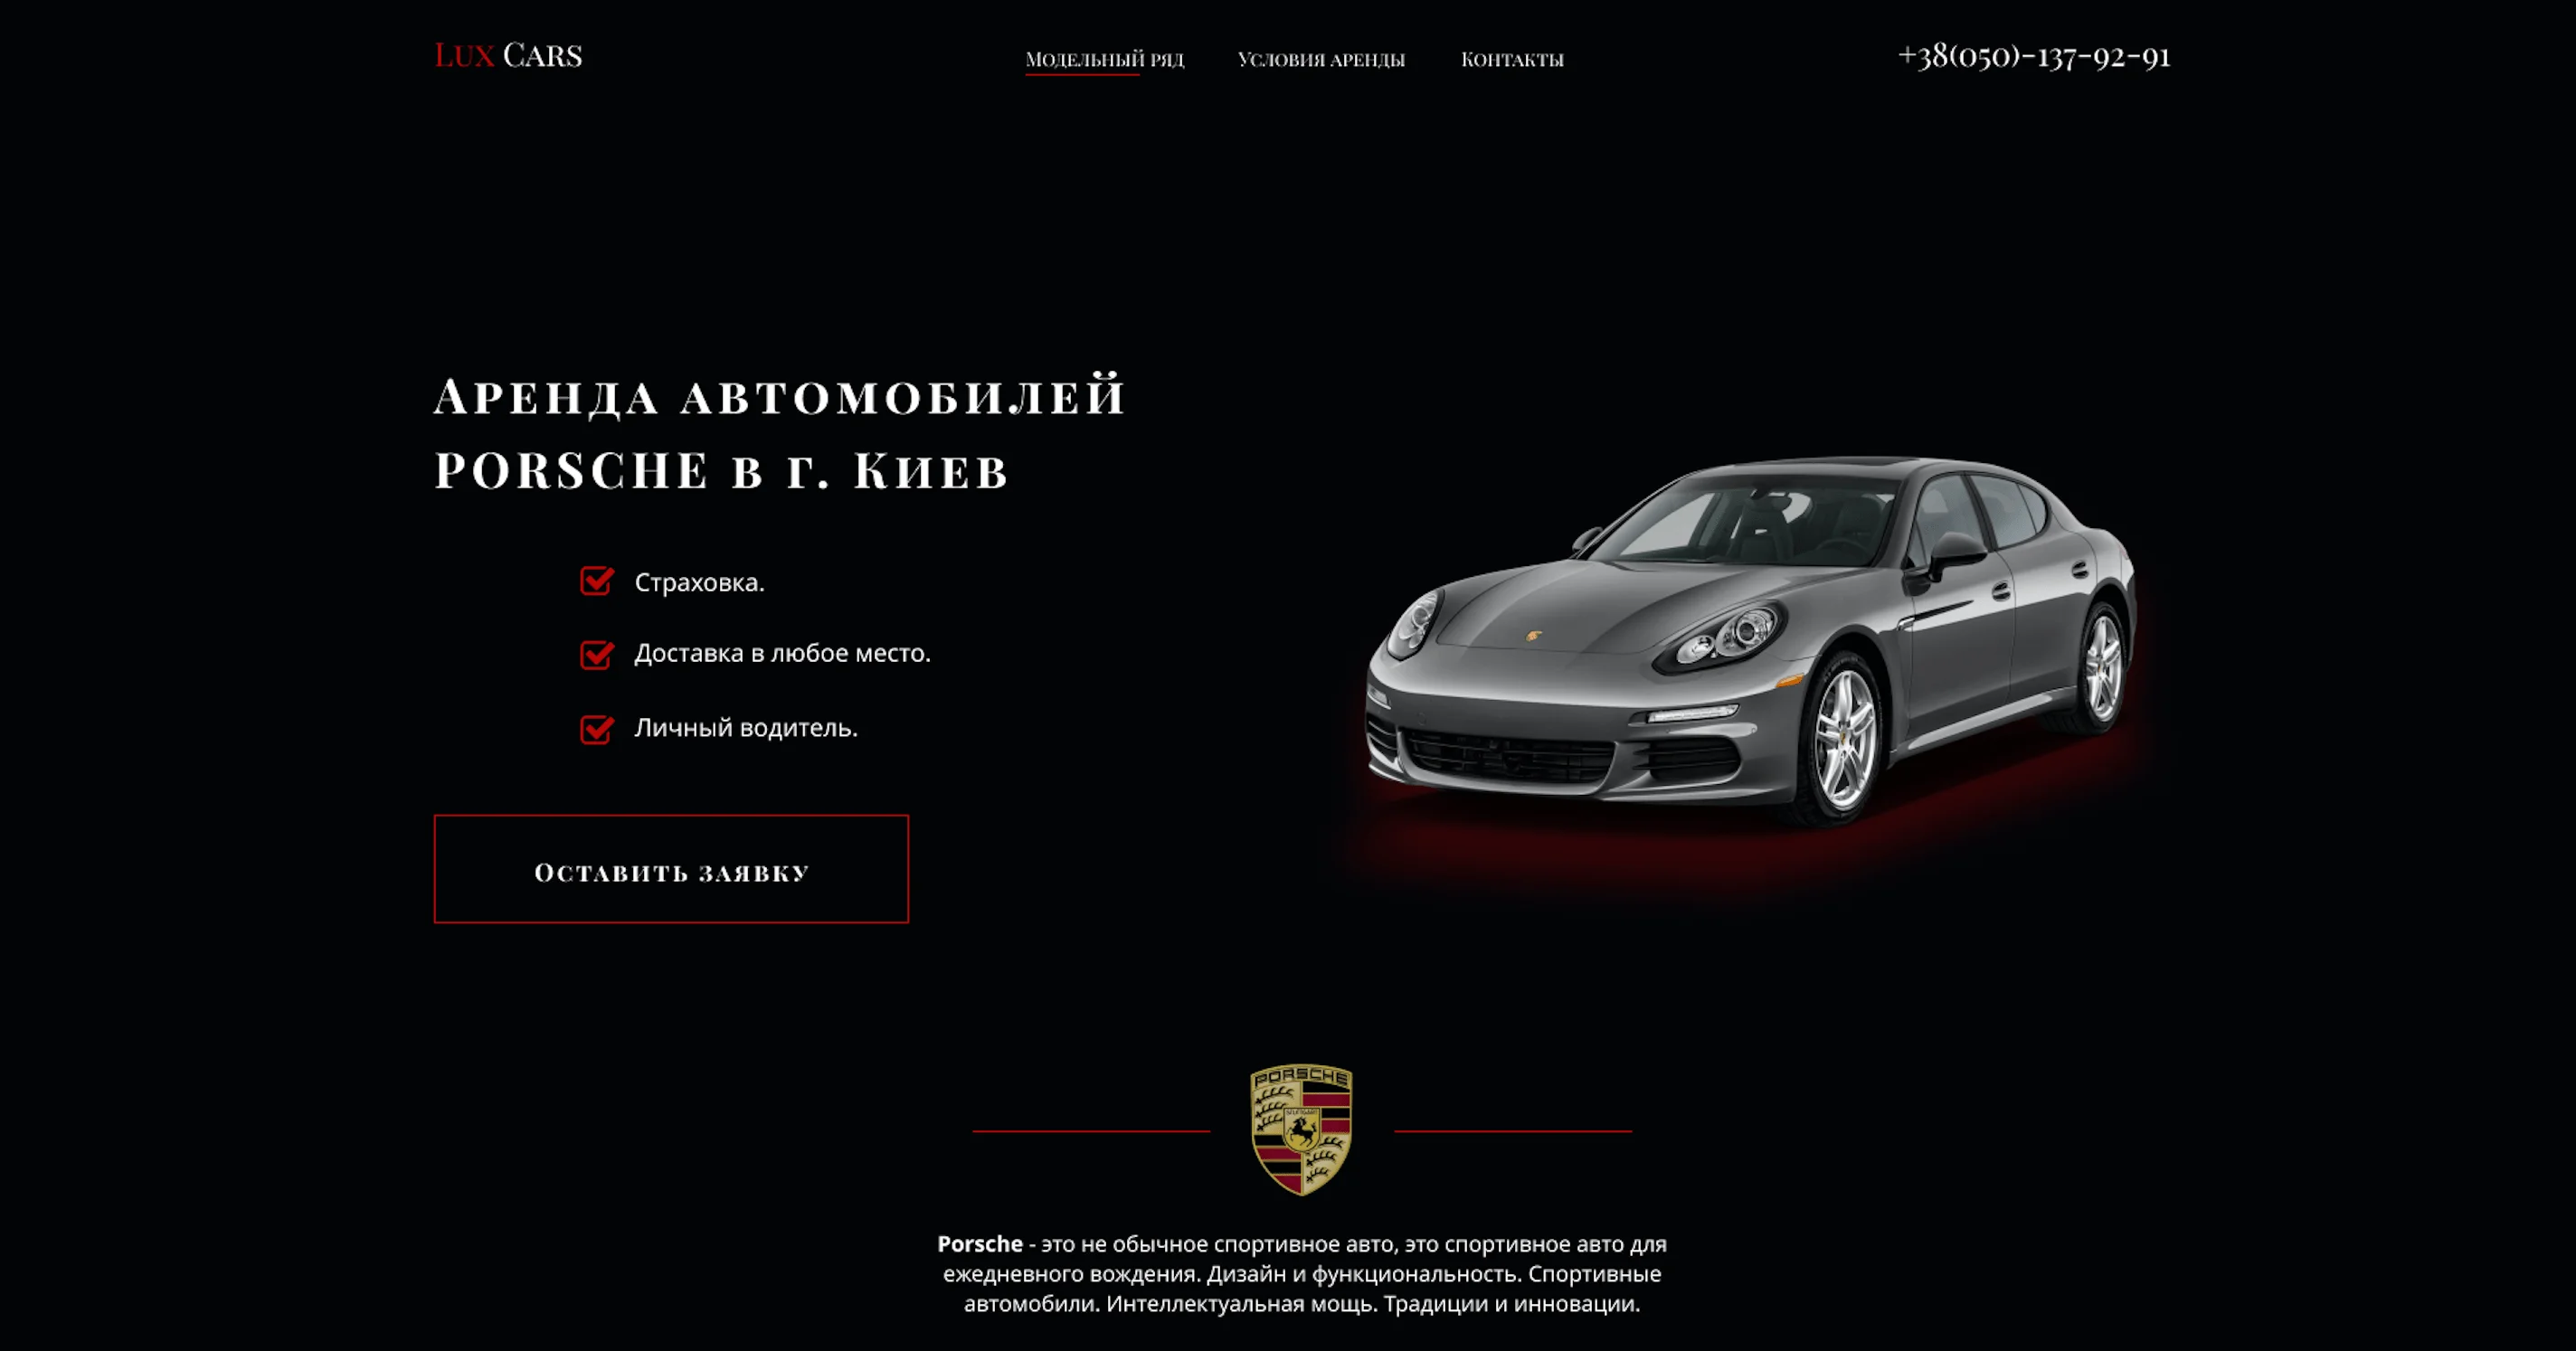 Lux Cars
Модельный ряд
Условия аренды
Контакты
+38(050)-137-92-91
Аренда автомобилей
PORSCHE в г. Киев
Страховка.
Доставка в любое место.
Личный водитель.
Оставить заявку
PORSCHE
STUTTGART
Porsche - это не обычное спортивное авто, это спортивное авто для
ежедневного вождения. Дизайн и функциональность. Спортивные
автомобили. Интеллектуальная мощь. Традиции и инновации.